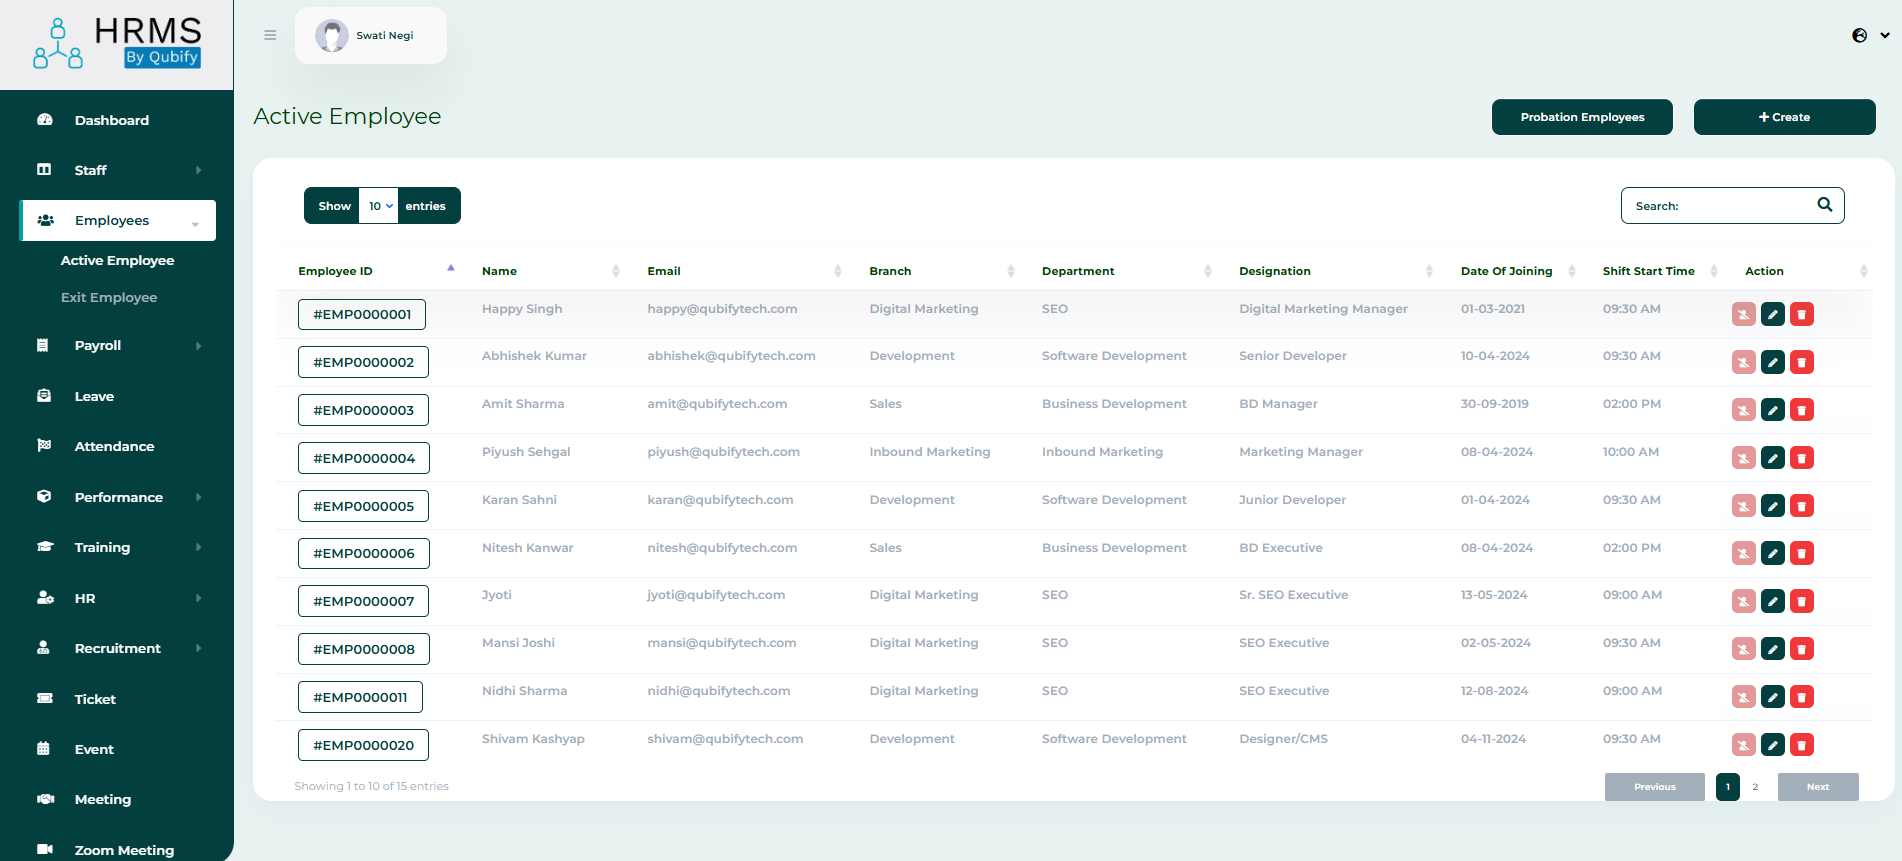 HRMS
By Qubify
Swati Negi
Dashboard
Staff
Employees
Active Employee
Exit Employee
Payroll
Leave
Attendance
Performance
Training
HR
Recruitment
Ticket
Event
Meeting
Zoom Meeting
Active Employee
Probation Employees
Create
Show 10 entries
Search:
Employee ID Name Email Branch Department Designation Date Of Joining Shift Start Time Action
#EMP0000001 Happy Singh happy@qubifytech.com Digital Marketing SEO Digital Marketing Manager 01-03-2021 09:30 AM
#EMP0000002 Abhishek Kumar abhishek@qubifytech.com Development Software Development Senior Developer 10-04-2024 09:30 AM
#EMP0000003 Amit Sharma amit@qubifytech.com Sales Business Development BD Manager 30-09-2019 02:00 PM
#EMP0000004 Piyush Sehgal piyush@qubifytech.com Inbound Marketing Inbound Marketing Marketing Manager 08-04-2024 10:00 AM
#EMP0000005 Karan Sahni karan@qubifytech.com Development Software Development Junior Developer 01-04-2024 09:30 AM
#EMP0000006 Nitesh Kanwar nitesh@qubifytech.com Sales Business Development BD Executive 08-04-2024 02:00 PM
#EMP0000007 Jyoti jyoti@qubifytech.com Digital Marketing SEO Sr. SEO Executive 13-05-2024 09:00 AM
#EMP0000008 Mansi Joshi mansi@qubifytech.com Digital Marketing SEO SEO Executive 02-05-2024 09:30 AM
#EMP0000011 Nidhi Sharma nidhi@qubifytech.com Digital Marketing SEO SEO Executive 12-08-2024 09:00 AM
#EMP0000020 Shivam Kashyap shivam@qubifytech.com Development Software Development Designer/CMS 04-11-2024 09:30 AM
Showing 1 to 10 of 15 entries
Previous 1 2 Next